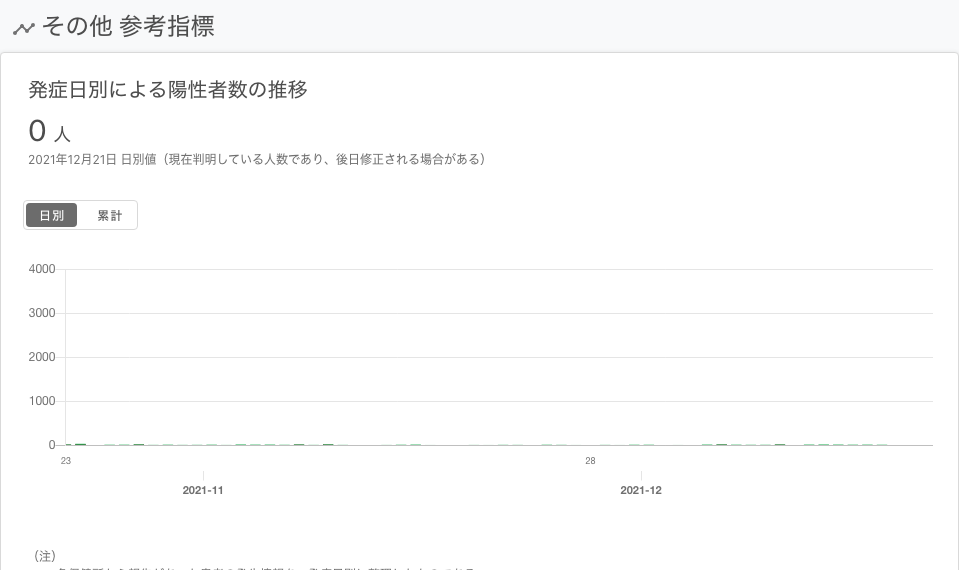 その他 参考指標
発症日別による陽性者数の推移
0 人
2021年12月21日 日別値（現在判明している人数であり、後日修正される場合がある）
日別 累計
4000
3000
2000
1000
0
23 28
2021-11 2021-12
（注）